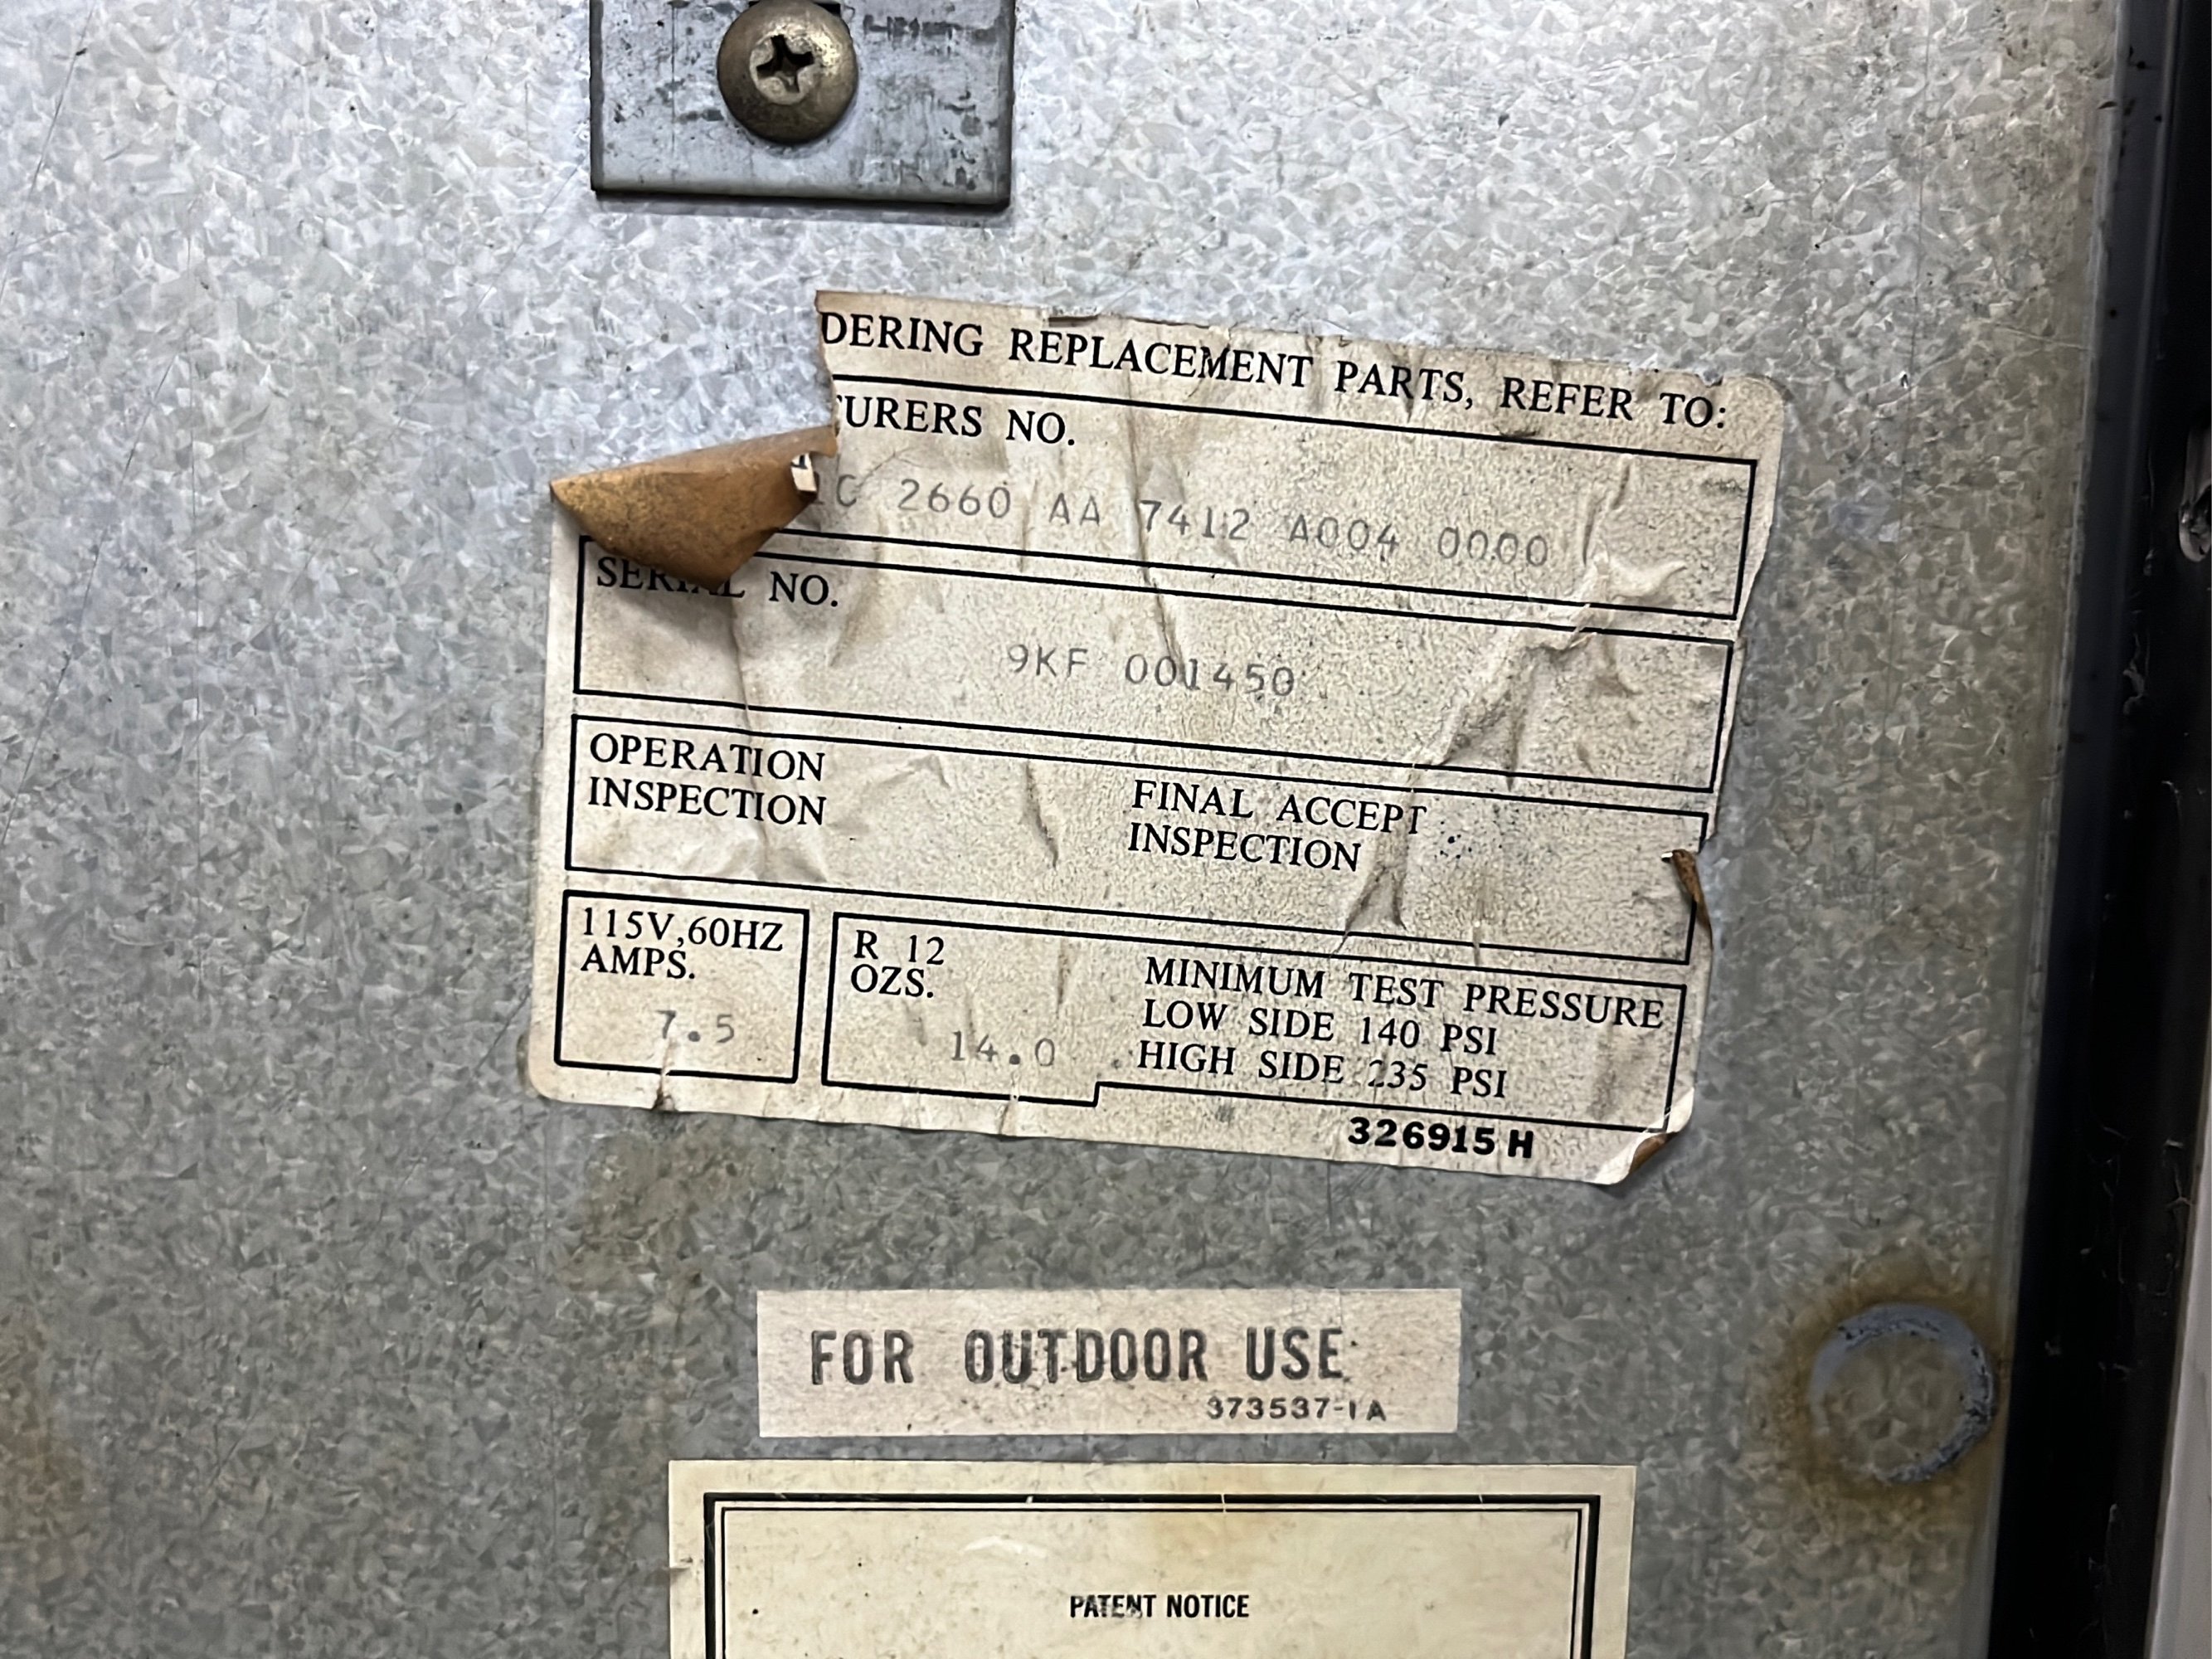 DERING REPLACEMENT PARTS, REFER TO:
TURERS NO.
C 2660 AA 7412 A004 0000
SERIAL NO.
9KF 001450
OPERATION
INSPECTION
FINAL ACCEPT
INSPECTION
115V,60HZ
AMPS.
7.5
R 12
OZS.
14.0
MINIMUM TEST PRESSURE
LOW SIDE 140 PSI
HIGH SIDE 235 PSI
326915 H
FOR OUTDOOR USE
373537-1A
PATENT NOTICE